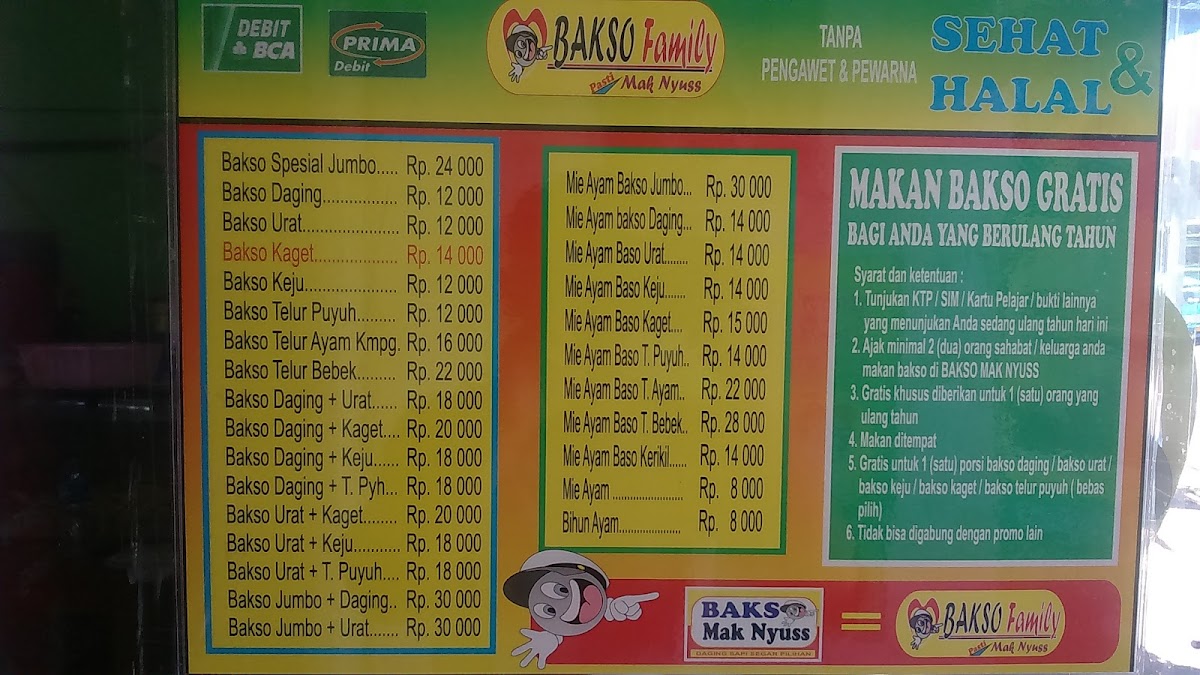 DEBIT
BCA
PRIMA
Debit
BAKSO Family
Pasti Mak Nyuss
TANPA
PENGAWET & PEWARNA
SEHAT
&
HALAL
Bakso Spesial Jumbo..... Rp. 24 000
Bakso Daging................. Rp. 12 000
Bakso Urat...................... Rp. 12 000
Bakso Kaget.................... Rp. 14 000
Bakso Keju..................... Rp. 12 000
Bakso Telur Puyuh......... Rp. 12 000
Bakso Telur Ayam Kmpg. Rp. 16 000
Bakso Telur Bebek......... Rp. 22 000
Bakso Daging + Urat...... Rp. 18 000
Bakso Daging + Kaget.... Rp. 20 000
Bakso Daging + Keju...... Rp. 18 000
Bakso Daging + T. Pyh... Rp. 18 000
Bakso Urat + Kaget........ Rp. 20 000
Bakso Urat + Keju........... Rp. 18 000
Bakso Urat + T. Puyuh.... Rp. 18 000
Bakso Jumbo + Daging.. Rp. 30 000
Bakso Jumbo + Urat....... Rp. 30 000
Mie Ayam Bakso Jumbo... Rp. 30 000
Mie Ayam bakso Daging... Rp. 14 000
Mie Ayam Baso Urat........ Rp. 14 000
Mie Ayam Baso Keju....... Rp. 14 000
Mie Ayam Baso Kaget.... Rp. 15 000
Mie Ayam Baso T. Puyuh.. Rp. 14 000
Mie Ayam Baso T. Ayam.. Rp. 22 000
Mie Ayam Baso T. Bebek.. Rp. 28 000
Mie Ayam Baso Kerikil...... Rp. 14 000
Mie Ayam ........................ Rp. 8 000
Bihun Ayam..................... Rp. 8 000
MAKAN BAKSO GRATIS
BAGI ANDA YANG BERULANG TAHUN
Syarat dan ketentuan :
1. Tunjukan KTP / SIM / Kartu Pelajar / bukti lainnya
yang menunjukan Anda sedang ulang tahun hari ini
2. Ajak minimal 2 (dua) orang sahabat / keluarga anda
makan bakso di BAKSO MAK NYUSS
3. Gratis khusus diberikan untuk 1 (satu) orang yang
ulang tahun
4. Makan ditempat
5. Gratis untuk 1 (satu) porsi bakso daging / bakso urat /
bakso keju / bakso kaget / bakso telur puyuh ( bebas
pilih)
6. Tidak bisa digabung dengan promo lain
BAKSO
Mak Nyuss
DAGING SAPI SEGAR PILIHAN
=
BAKSO Family
Pasti Mak Nyuss